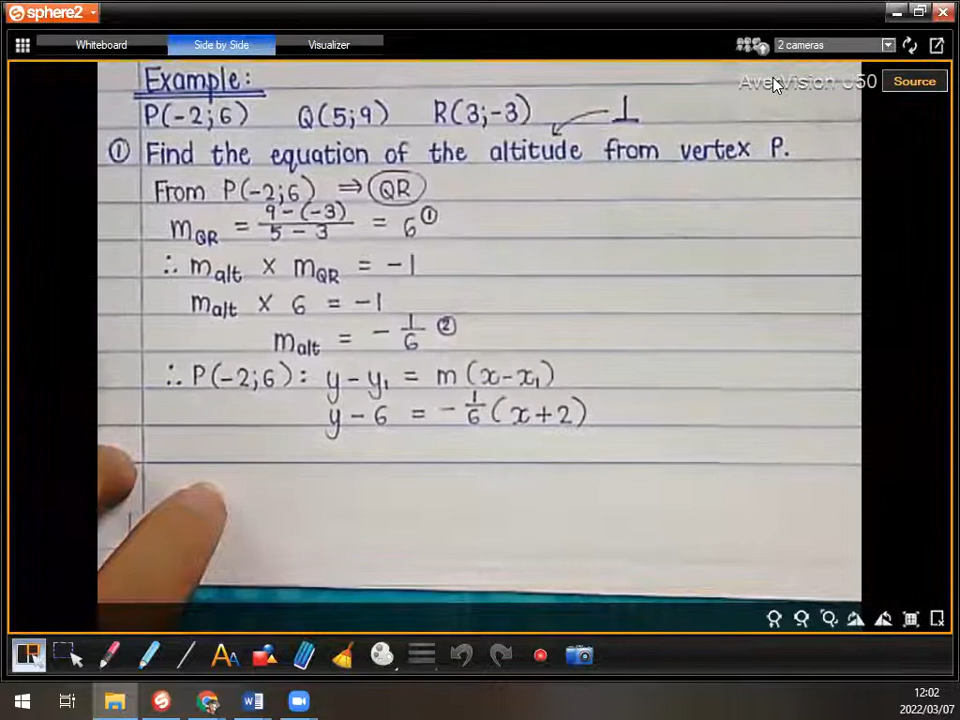 sphere2
Whiteboard Side by Side Visualizer 2 cameras
AverVision U50 Source
Example:
P(-2;6) Q(5;9) R(3;-3) ⊥
① Find the equation of the altitude from vertex P.
From P(-2;6) ⇒ QR
m_QR = (9-(-3))/(5-3) = 6 ①
∴ m_alt × m_QR = -1
m_alt × 6 = -1
m_alt = -1/6 ②
∴ P(-2;6): y-y₁ = m(x-x₁)
y-6 = -1/6(x+2)
12:02
2022/03/07